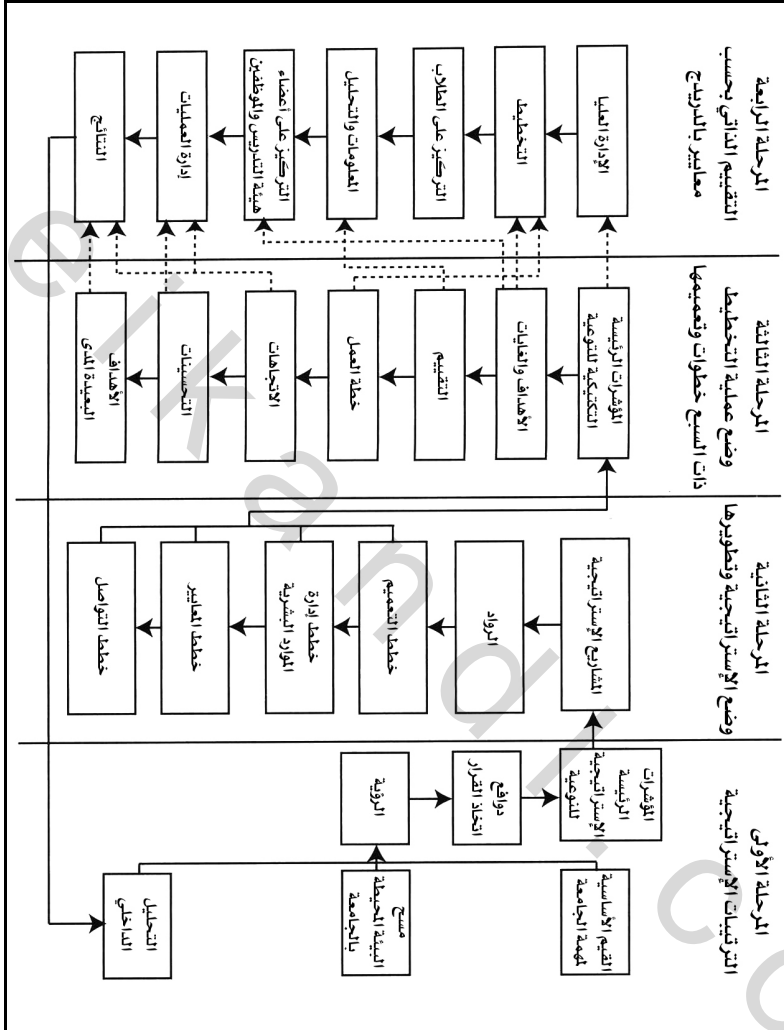 المرحلة الأولى
الترتيبات الإستراتيجية
القيم الأساسية
لمهمة الجامعة
مسح
البيئة المحيطة
بالجامعة
التحليل
الداخلي
الرؤية
دوافع
اتخاذ القرار
المؤشرات
الرئيسة
الإستراتيجية
للنوعية
المرحلة الثانية
وضع الإستراتيجية وتطويرها
المشاريع الإستراتيجية
الرواد
خطط التعميم
خطط إدارة
الموارد البشرية
خطط المعايير
خطط التواصل
المرحلة الثالثة
وضع عملية التخطيط
ذات السبع خطوات وتعميمها
المؤشرات الرئيسة
التكتيكية للنوعية
الأهداف والغايات
التقييم
خطة العمل
الاتجاهات
التحسينات
الأهداف
البعيدة المدى
المرحلة الرابعة
التقييم الذاتي بحسب
معايير بالدريدج
الإدارة العليا
التخطيط
التركيز على الطلاب
المعلومات والتحليل
التركيز على أعضاء
هيئة التدريس والموظفين
إدارة العمليات
النتائج
elkandl.co